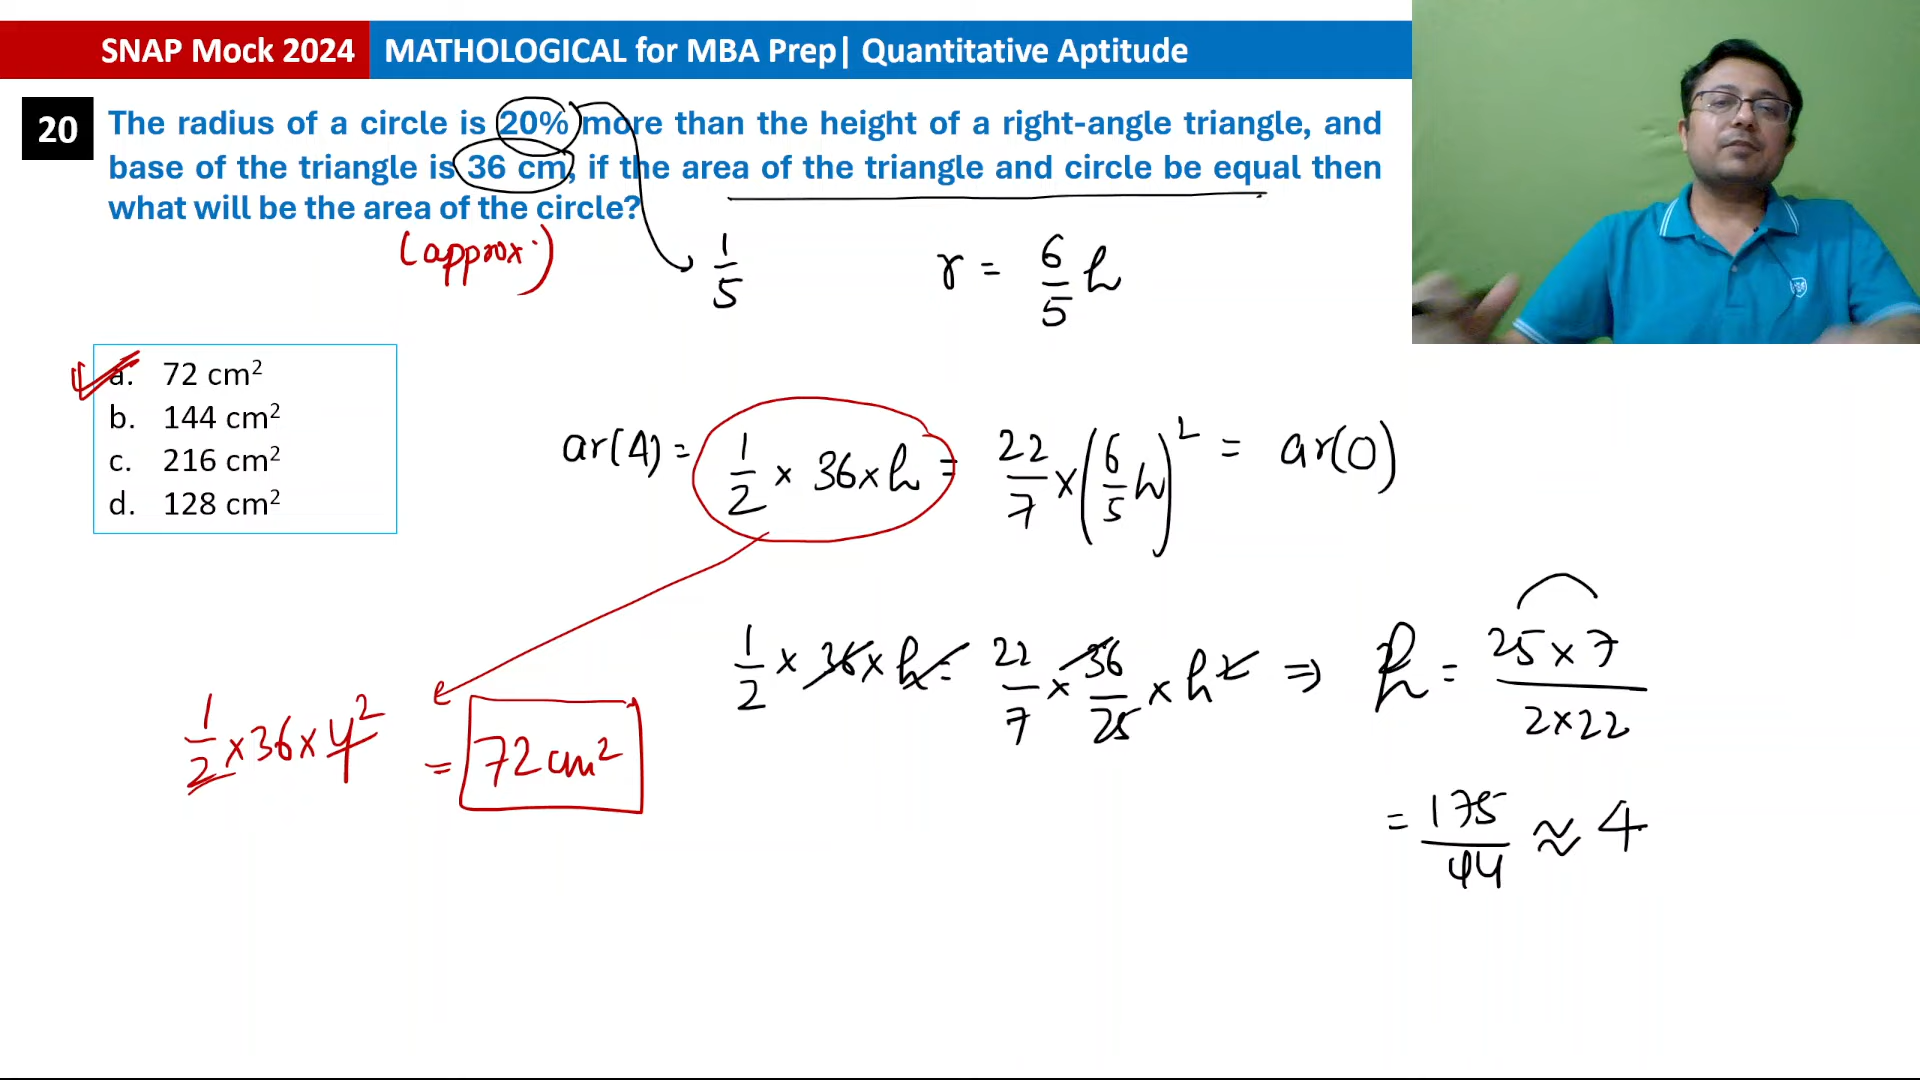 SNAP Mock 2024 MATHOLOGICAL for MBA Prep| Quantitative Aptitude
20 The radius of a circle is 20% more than the height of a right-angle triangle, and
base of the triangle is 36 cm, if the area of the triangle and circle be equal then
what will be the area of the circle?
(approx.)
1/5 r = 6/5 h
a. 72 cm²
b. 144 cm²
c. 216 cm²
d. 128 cm²
ar(Δ) = 1/2 × 36 × h = 22/7 × (6/5 h)² = ar(O)
1/2 × 36 × h = 22/7 × 36/25 × h² ⇒ h = 25 × 7 / 2 × 22
1/2 × 36 × 4² = 72 cm²
= 175/44 ≈ 4